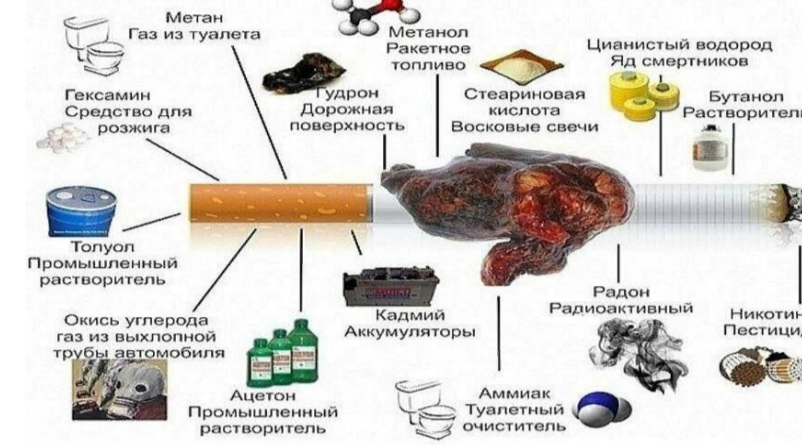 Метан
Газ из туалета
Метанол
Ракетное
топливо
Цианистый водород
Яд смертников
Гексамин
Средство для
розжига
Гудрон
Дорожная
поверхность
Стеариновая
кислота
Восковые свечи
Бутанол
Растворител
Толуол
Промышленный
растворитель
Окись углерода
газ из выхлопной
трубы автомобиля
Кадмий
Аккумуляторы
Радон
Радиоактивный
Никотин
Пестици
Ацетон
Промышленный
растворитель
Аммиак
Туалетный
очиститель